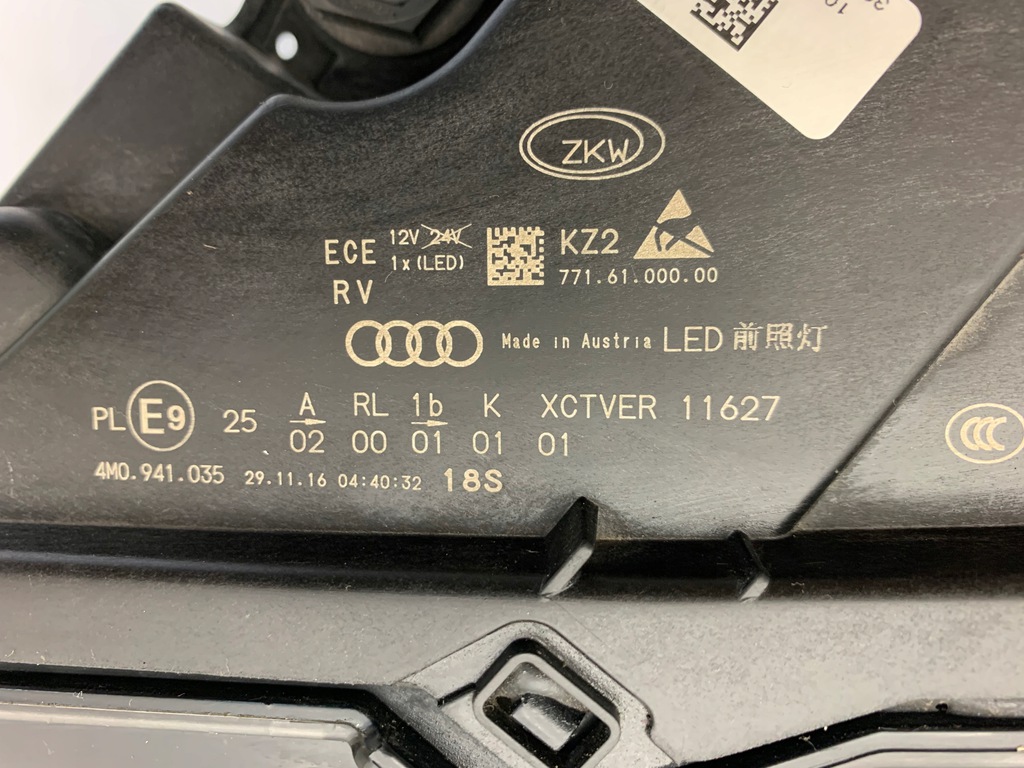 ZKW
ECE 12V 24V KZ2
1x (LED)
RV 771.61.000.00
Made in Austria LED 前照灯
PL E9 25 A RL 1b K XCTVER 11627
02 00 01 01 01
CCC
4M0.941.035 29.11.16 04:40:32 18S